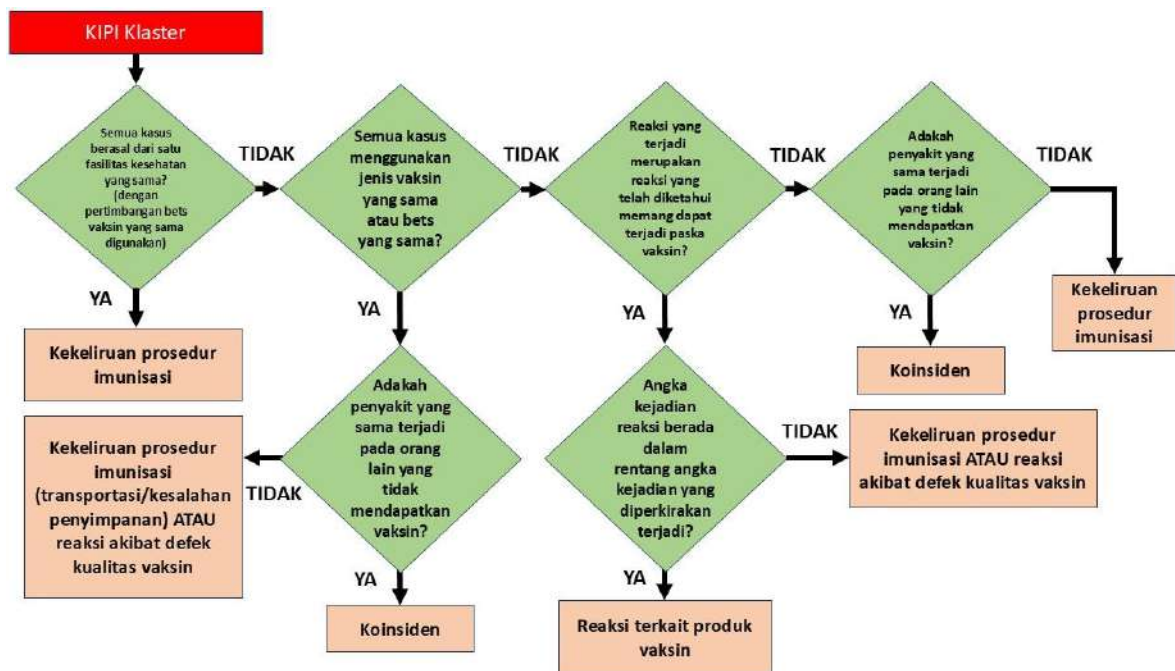 KIPI Klaster
Semua kasus
berasal dari satu
fasilitas kesehatan
yang sama?
(dengan
pertimbangan bets
vaksin yang sama
digunakan)
TIDAK
Semua kasus
menggunakan
jenis vaksin
yang sama
atau bets
yang sama?
TIDAK
Reaksi yang
terjadi
merupakan
reaksi yang
telah diketahui
memang dapat
terjadi paska
vaksin?
TIDAK
Adakah
penyakit yang
sama terjadi
pada orang lain
yang tidak
mendapatkan
vaksin?
TIDAK
YA
YA
YA
YA
Kekeliruan prosedur
imunisasi
Kekeliruan
prosedur
imunisasi
Koinsiden
Kekeliruan prosedur
imunisasi
(transportasi/kesalahan
penyimpanan) ATAU
reaksi akibat defek
kualitas vaksin
TIDAK
Adakah
penyakit yang
sama terjadi
pada orang
lain yang
tidak
mendapatkan
vaksin?
Angka
kejadian
reaksi berada
dalam
rentang angka
kejadian yang
diperkirakan
terjadi?
TIDAK
Kekeliruan prosedur
imunisasi ATAU reaksi
akibat defek kualitas vaksin
YA
YA
Koinsiden
Reaksi terkait produk
vaksin